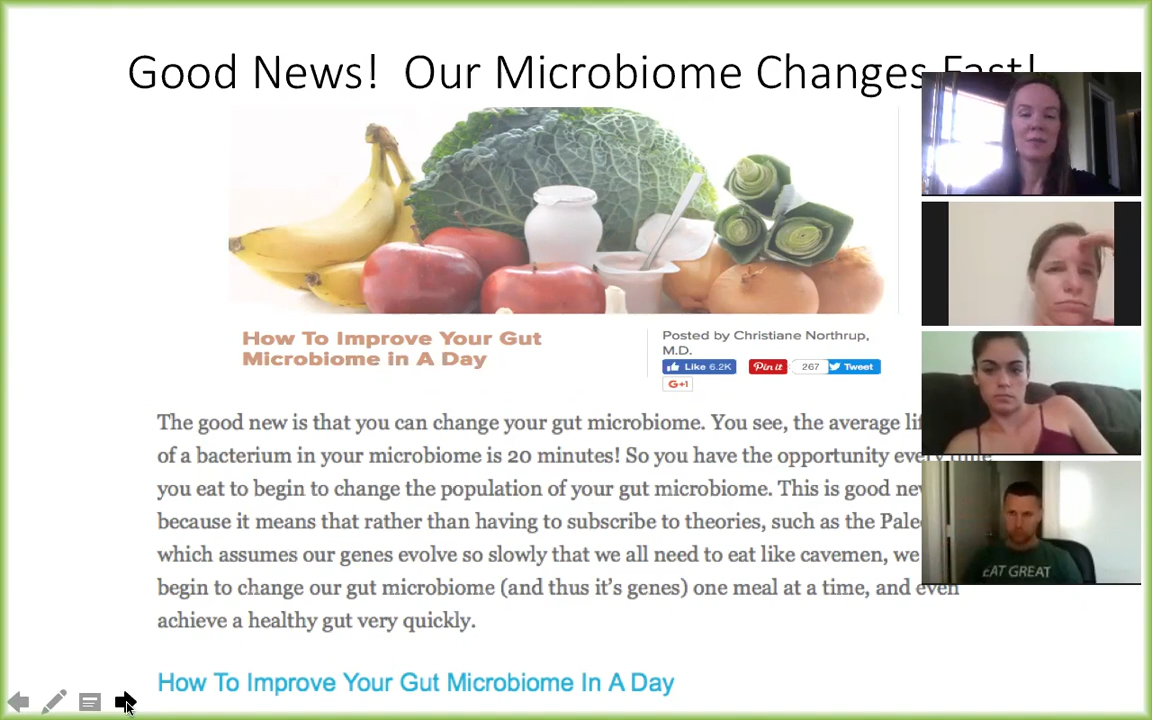 Good News! Our Microbiome Changes Fast!
How To Improve Your Gut
Microbiome in A Day
Posted by Christiane Northrup,
M.D.
Like 6.2K
Pin it
267
Tweet
G+1
The good new is that you can change your gut microbiome. You see, the average
of a bacterium in your microbiome is 20 minutes! So you have the opportunity every time
you eat to begin to change the population of your gut microbiome. This is good
because it means that rather than having to subscribe to theories, such as the
which assumes our genes evolve so slowly that we all need to eat like cavemen, we
begin to change our gut microbiome (and thus it's genes) one meal at a time, and even
achieve a healthy gut very quickly.
How To Improve Your Gut Microbiome In A Day
EAT GREAT